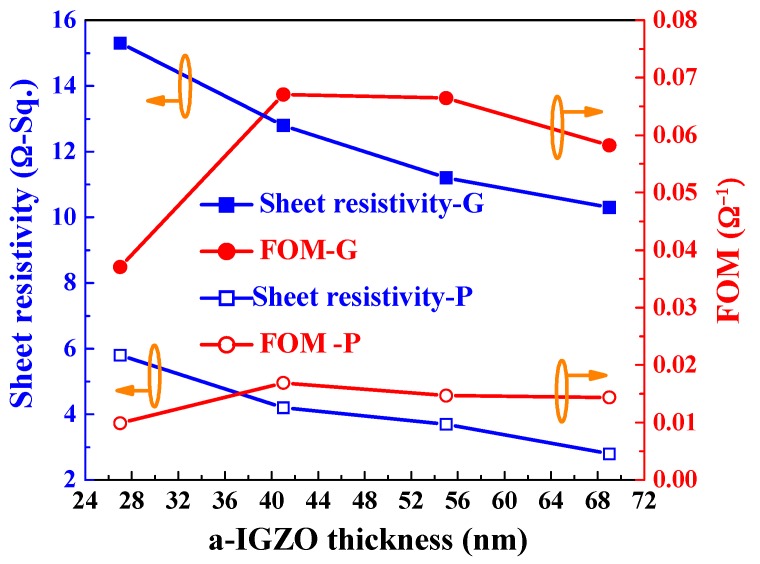 16
14
12
10
8
6
4
2
Sheet resistivity (Ω-Sq.)
Sheet resistivity-G
FOM-G
Sheet resistivity-P
FOM -P
0.08
0.07
0.06
0.05
0.04
0.03
0.02
0.01
0.00
FOM (Ω⁻¹)
24 28 32 36 40 44 48 52 56 60 64 68 72
a-IGZO thickness (nm)